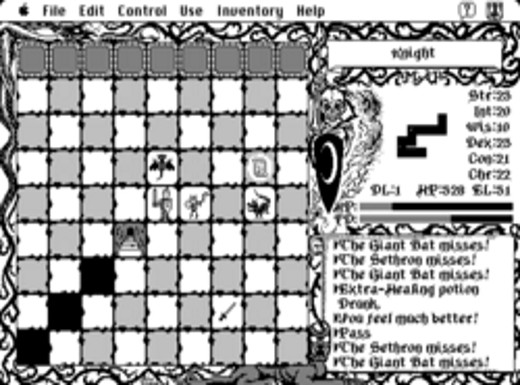 File Edit Control Use Inventory Help
Knight
Str:23
Int:20
Wis:10
Dex:23
Con:21
Chr:22
DL:1 HP:328 EL:31
The Giant Bat misses!
The Sethron misses!
The Giant Bat misses!
Extra-Healing potion
Drunk.
You feel much better!
Pass
The Sethron misses!
The Giant Bat misses!